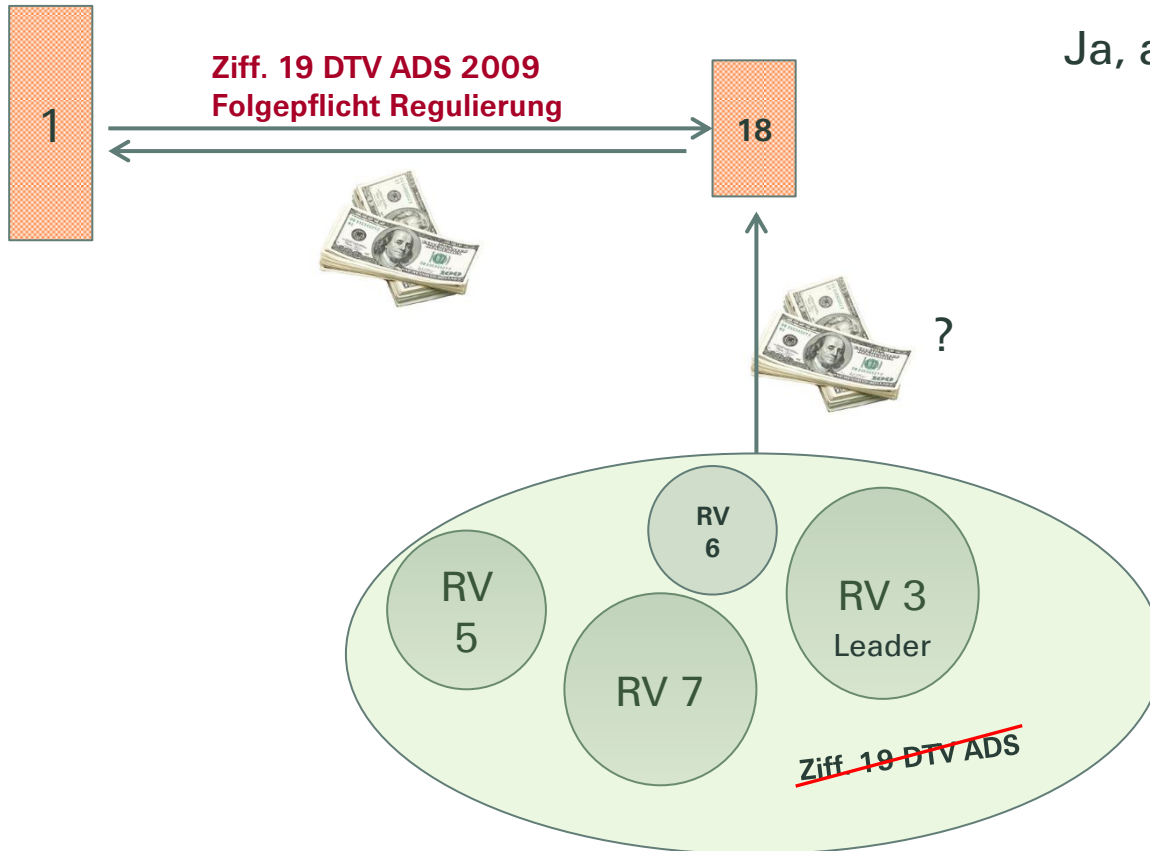 Ja, a
Ziff. 19 DTV ADS 2009
Folgepflicht Regulierung
1
18
?
RV
6
RV
5
RV 3
Leader
RV 7
Ziff. 19 DTV ADS